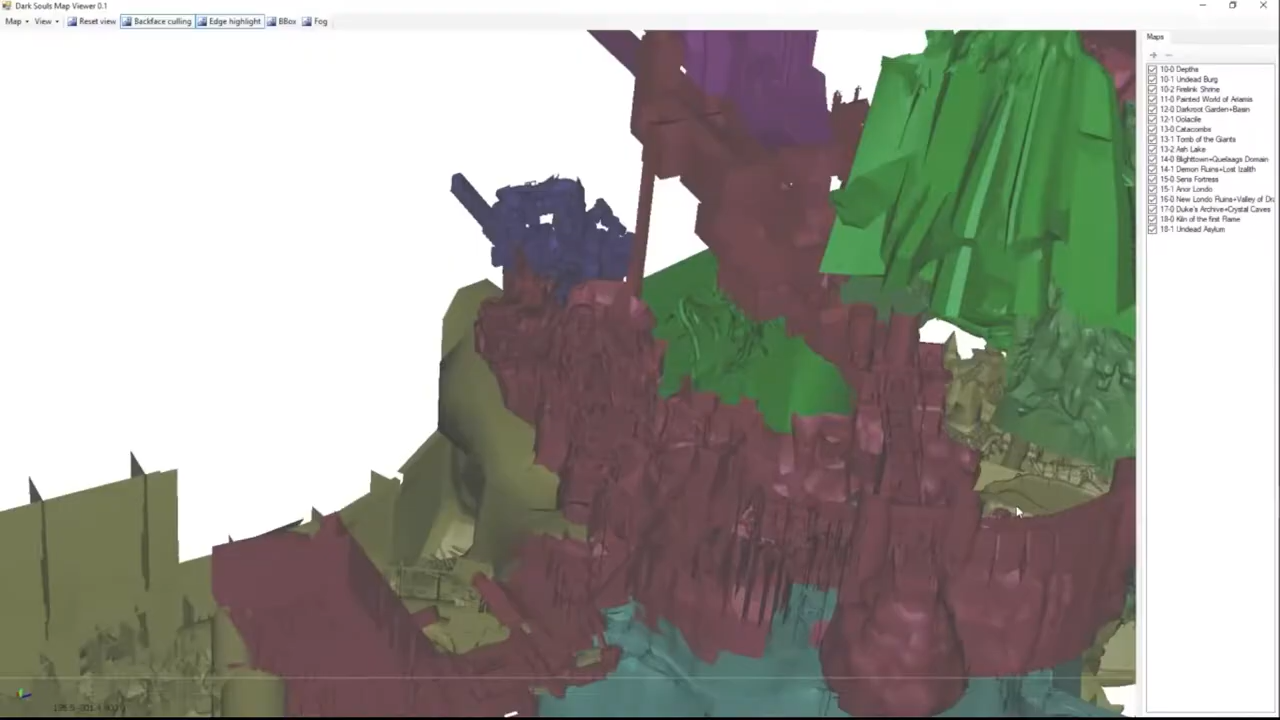 Dark Souls Map Viewer 0.1
Map View Reset view Backface culling Edge highlight BBox Fog
Maps
10-0 Depths
10-1 Undead Burg
10-2 Firelink Shrine
11-0 Painted World of Ariamis
12-0 Darkroot Garden+Basin
12-1 Oolacile
13-0 Catacombs
13-1 Tomb of the Giants
13-2 Ash Lake
14-0 Blighttown+Quelaags Domain
14-1 Demon Ruins+Lost Izalith
15-0 Sens Fortress
15-1 Anor Londo
16-0 New Londo Ruins+Valley of Dra
17-0 Duke's Archive+Crystal Caves
18-0 Kiln of the first flame
18-1 Undead Asylum